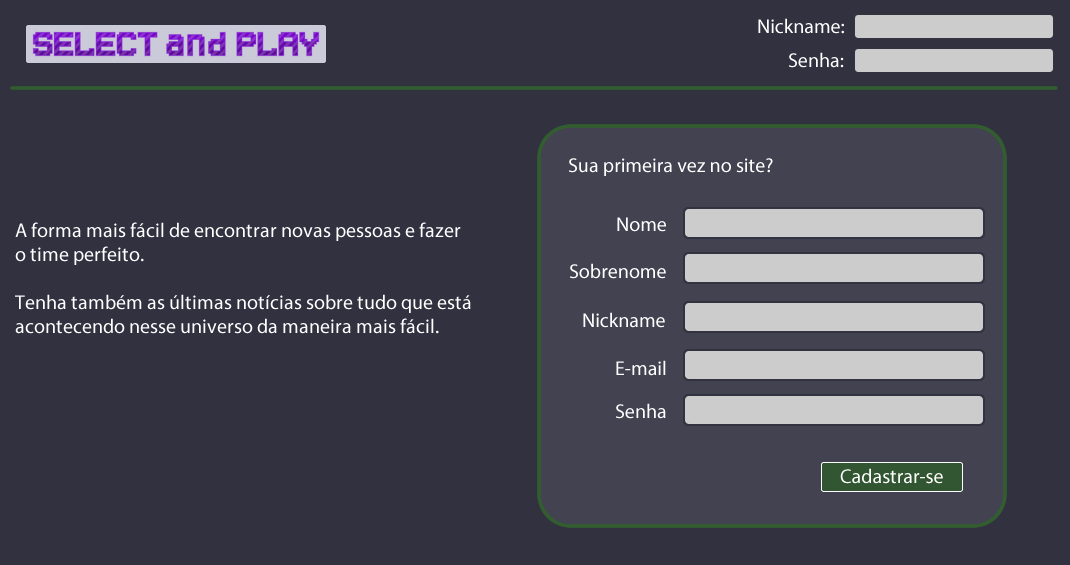 SELECT and PLAY
Nickname:
Senha:
A forma mais fácil de encontrar novas pessoas e fazer
o time perfeito.
Tenha também as últimas notícias sobre tudo que está
acontecendo nesse universo da maneira mais fácil.
Sua primeira vez no site?
Nome
Sobrenome
Nickname
E-mail
Senha
Cadastrar-se